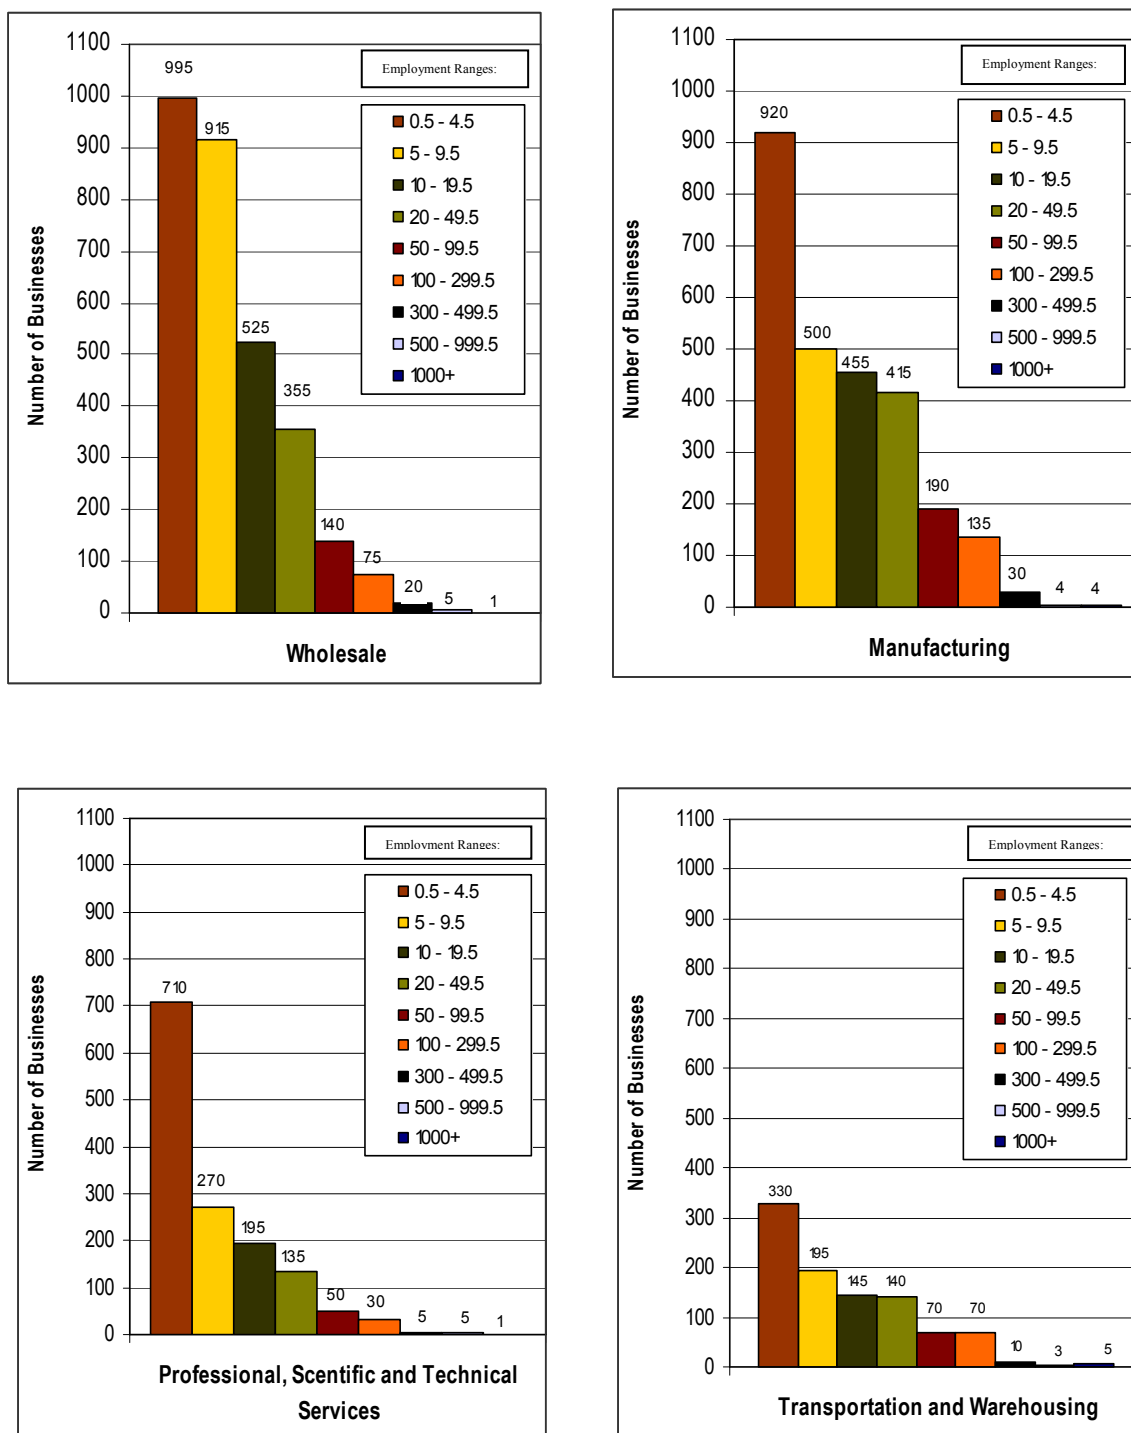 1100
1000
900
800
700
600
500
400
300
200
100
0
Number of Businesses
995
915
525
355
140
75
20
5
1
Employment Ranges:
0.5 - 4.5
5 - 9.5
10 - 19.5
20 - 49.5
50 - 99.5
100 - 299.5
300 - 499.5
500 - 999.5
1000+
Wholesale
1100
1000
900
800
700
600
500
400
300
200
100
0
Number of Businesses
920
500
455
415
190
135
30
4
4
Employment Ranges:
0.5 - 4.5
5 - 9.5
10 - 19.5
20 - 49.5
50 - 99.5
100 - 299.5
300 - 499.5
500 - 999.5
1000+
Manufacturing
1100
1000
900
800
700
600
500
400
300
200
100
0
Number of Businesses
710
270
195
135
50
30
5
5
1
Employment Ranges:
0.5 - 4.5
5 - 9.5
10 - 19.5
20 - 49.5
50 - 99.5
100 - 299.5
300 - 499.5
500 - 999.5
1000+
Professional, Scentific and Technical
Services
1100
1000
900
800
700
600
500
400
300
200
100
0
Number of Businesses
330
195
145
140
70
70
10
3
5
Employment Ranges:
0.5 - 4.5
5 - 9.5
10 - 19.5
20 - 49.5
50 - 99.5
100 - 299.5
300 - 499.5
500 - 999.5
1000+
Transportation and Warehousing